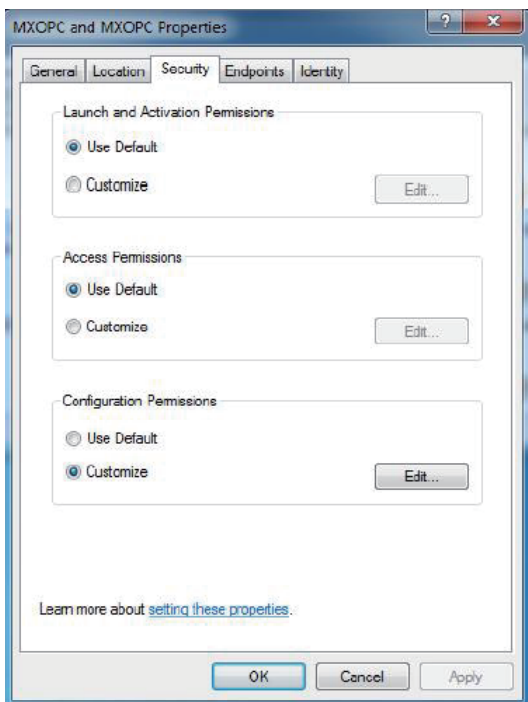 MXOPC and MXOPC Properties
General Location Security Endpoints Identity
Launch and Activation Permissions
Use Default
Customize
Edit...
Access Permissions
Use Default
Customize
Edit...
Configuration Permissions
Use Default
Customize
Edit...
Learn more about setting these properties.
OK Cancel Apply